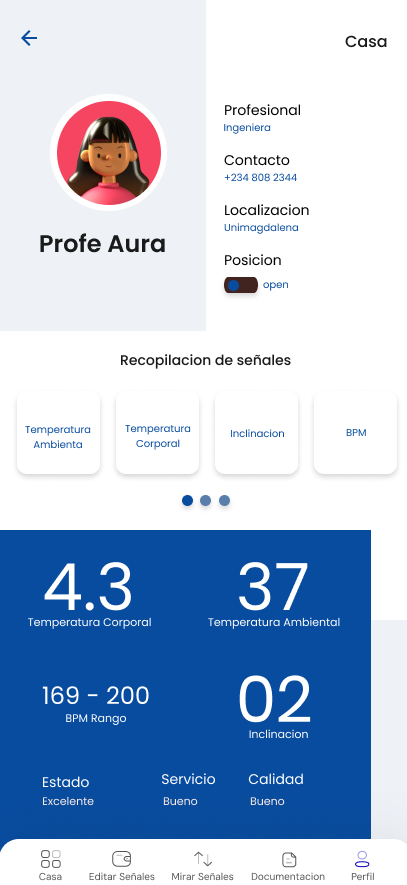 Casa
Profe Aura
Profesional
Ingeniera
Contacto
+234 808 2344
Localizacion
Unimagdalena
Posicion
open
Recopilacion de señales
Temperatura
Ambienta
Temperatura
Corporal
Inclinacion
BPM
4.3
Temperatura Corporal
37
Temperatura Ambiental
169 - 200
BPM Rango
02
Inclinacion
Estado
Excelente
Servicio
Bueno
Calidad
Bueno
Casa
Editar Señales
Mirar Señales
Documentacion
Perfil